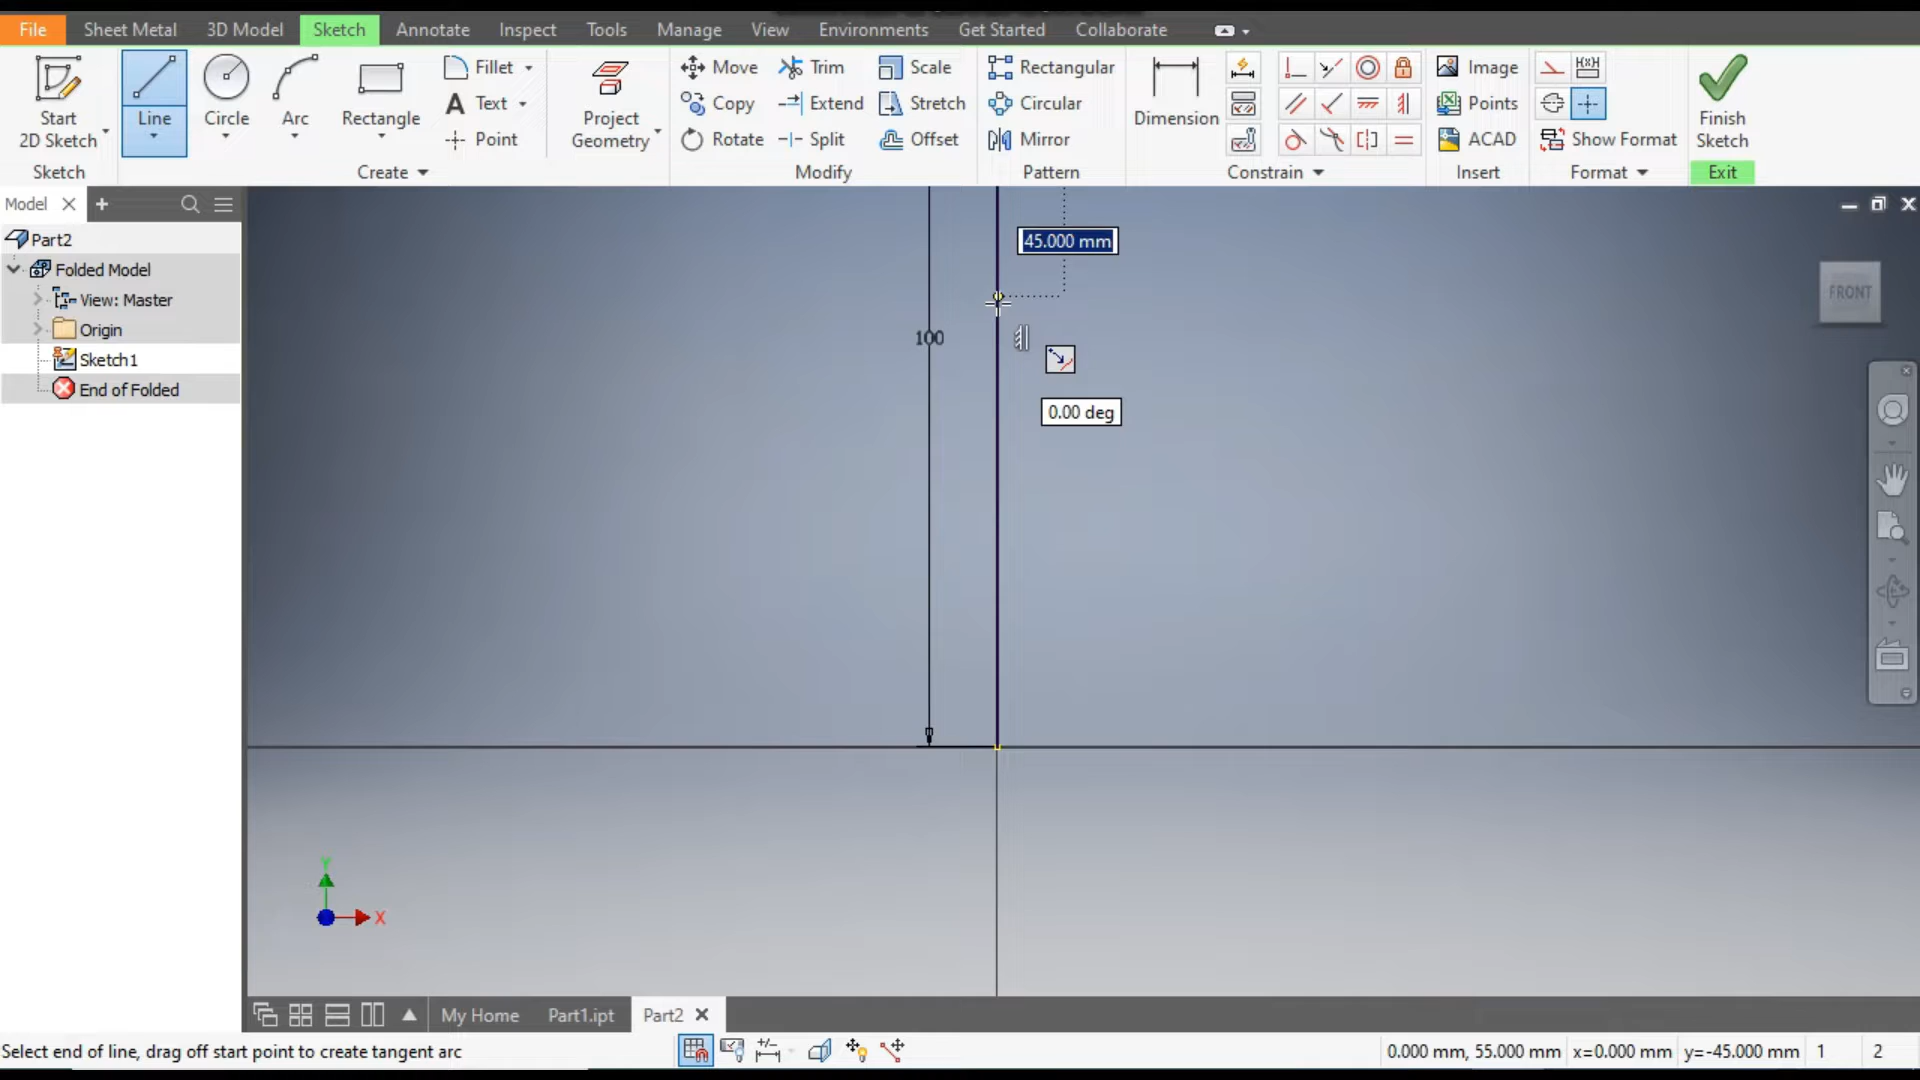 File Sheet Metal 3D Model Sketch Annotate Inspect Tools Manage View Environments Get Started Collaborate
Start 2D Sketch
Line
Circle
Arc
Rectangle
Fillet
Text
Point
Project Geometry
Move Trim Scale
Copy Extend Stretch
Rotate Split Offset
Rectangular
Circular
Mirror
Dimension
Image
Points
ACAD
Show Format
Finish Sketch
Sketch Create Modify Pattern Constrain Insert Format Exit
Model
Part2
Folded Model
View: Master
Origin
Sketch1
End of Folded
45.000 mm
100
0.00 deg
FRONT
Y
X
My Home Part1.ipt Part2
Select end of line, drag off start point to create tangent arc
0.000 mm, 55.000 mm x=0.000 mm y=-45.000 mm 1 2